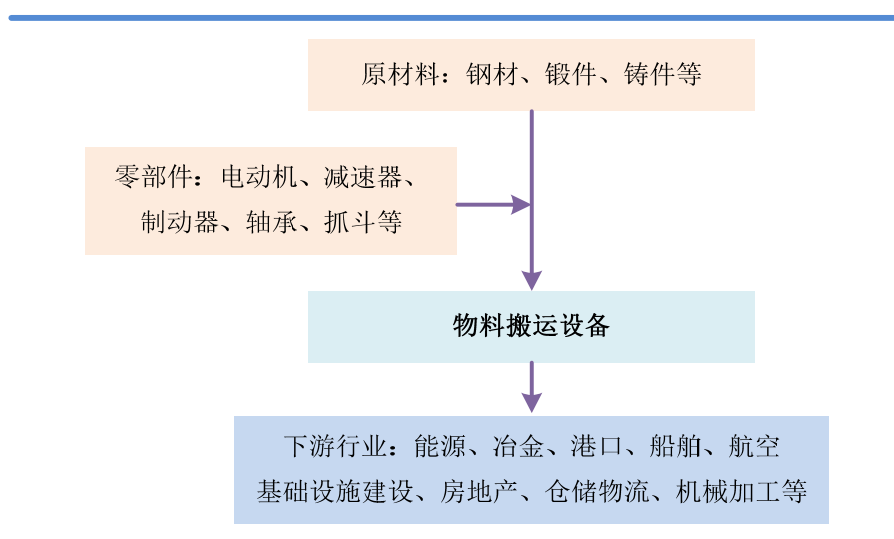 原材料：钢材、锻件、铸件等
零部件：电动机、减速器、
制动器、轴承、抓斗等
物料搬运设备
下游行业：能源、冶金、港口、船舶、航空
基础设施建设、房地产、仓储物流、机械加工等